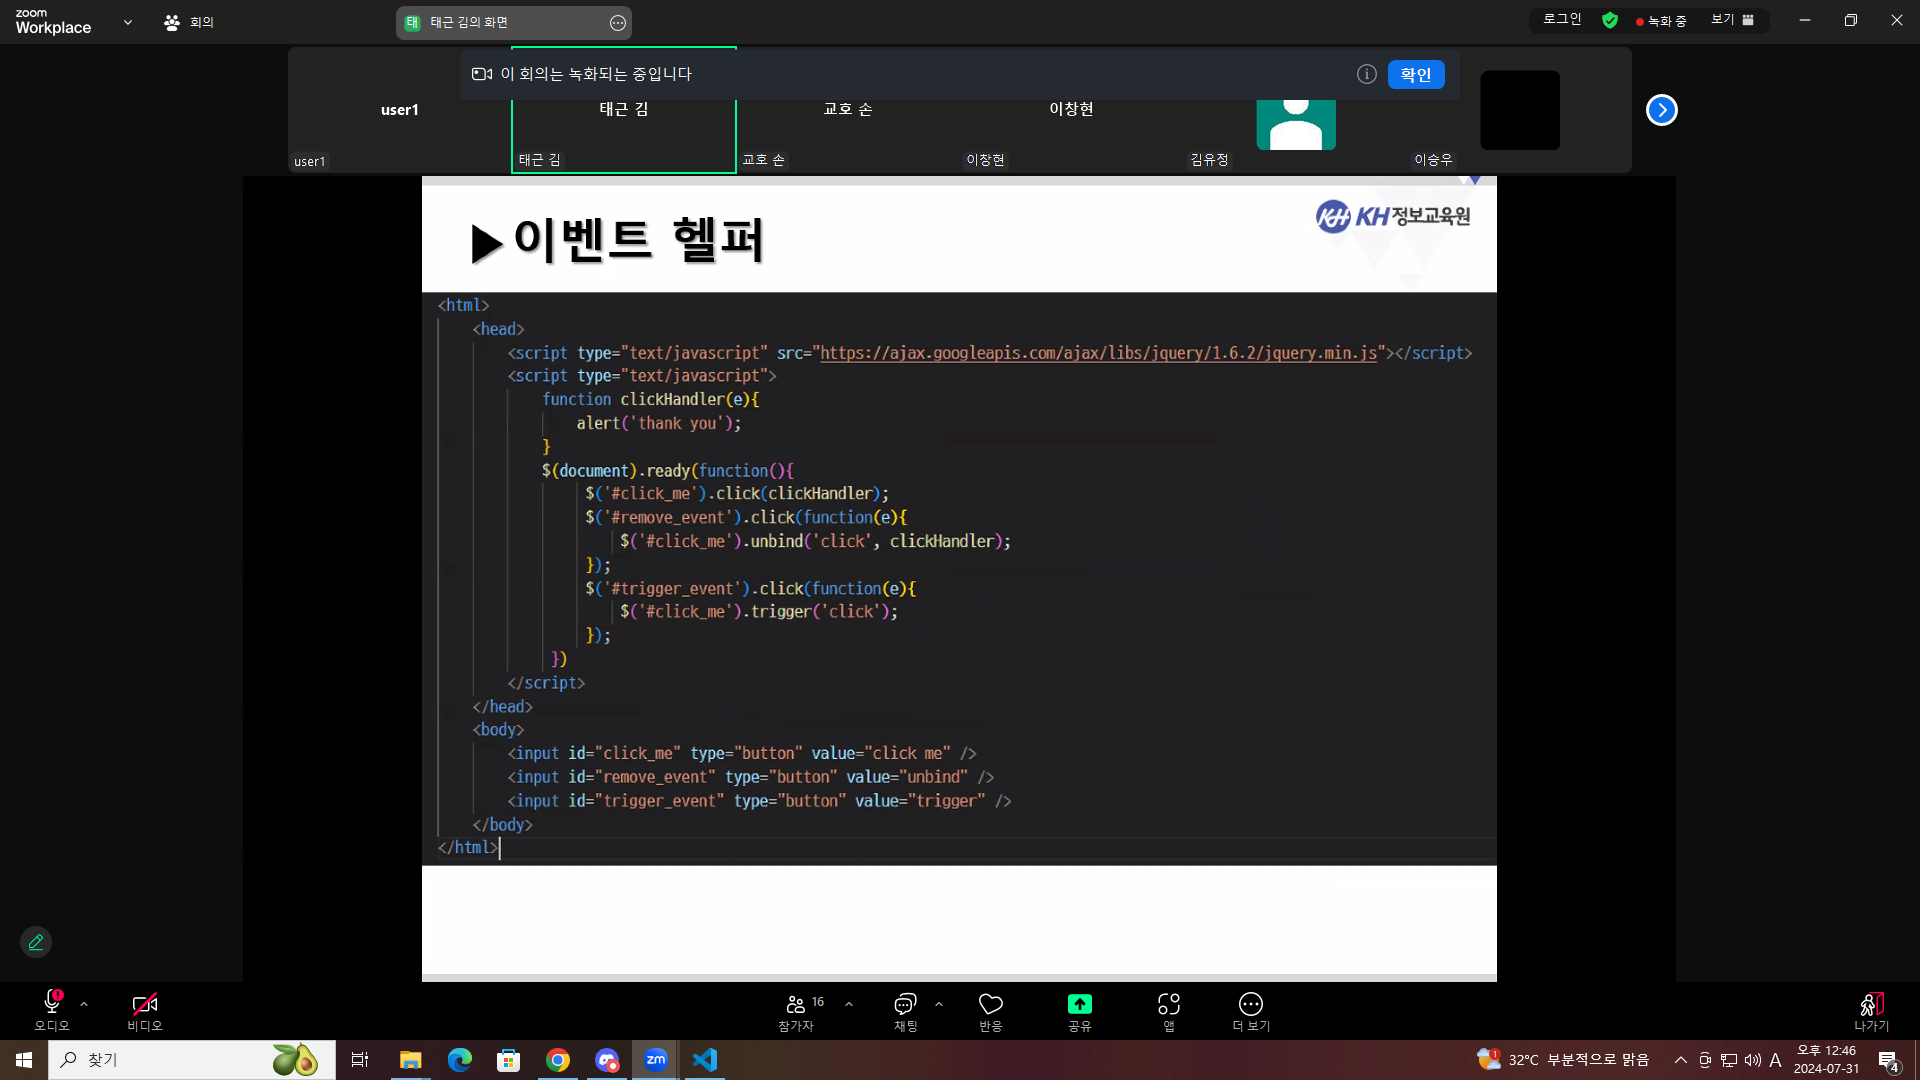 zoom
Workplace
회의
태
태근 김의 화면
로그인
녹화 중
보기
이 회의는 녹화되는 중입니다
확인
user1
태근 김
교호 손
이창현
user1
태근 김
교호 손
이창현
김유정
이승우
▶이벤트 헬퍼
KH KH정보교육원
<html>
<head>
<script type="text/javascript" src="https://ajax.googleapis.com/ajax/libs/jquery/1.6.2/jquery.min.js"></script>
<script type="text/javascript">
function clickHandler(e){
alert('thank you');
}
$(document).ready(function(){
$('#click_me').click(clickHandler);
$('#remove_event').click(function(e){
$('#click_me').unbind('click', clickHandler);
});
$('#trigger_event').click(function(e){
$('#click_me').trigger('click');
});
})
</script>
</head>
<body>
<input id="click_me" type="button" value="click me" />
<input id="remove_event" type="button" value="unbind" />
<input id="trigger_event" type="button" value="trigger" />
</body>
</html>
오디오
비디오
16
참가자
채팅
반응
공유
앱
더 보기
나가기
찾기
zm
1
32°C 부분적으로 맑음
A
오후 12:46
2024-07-31
4